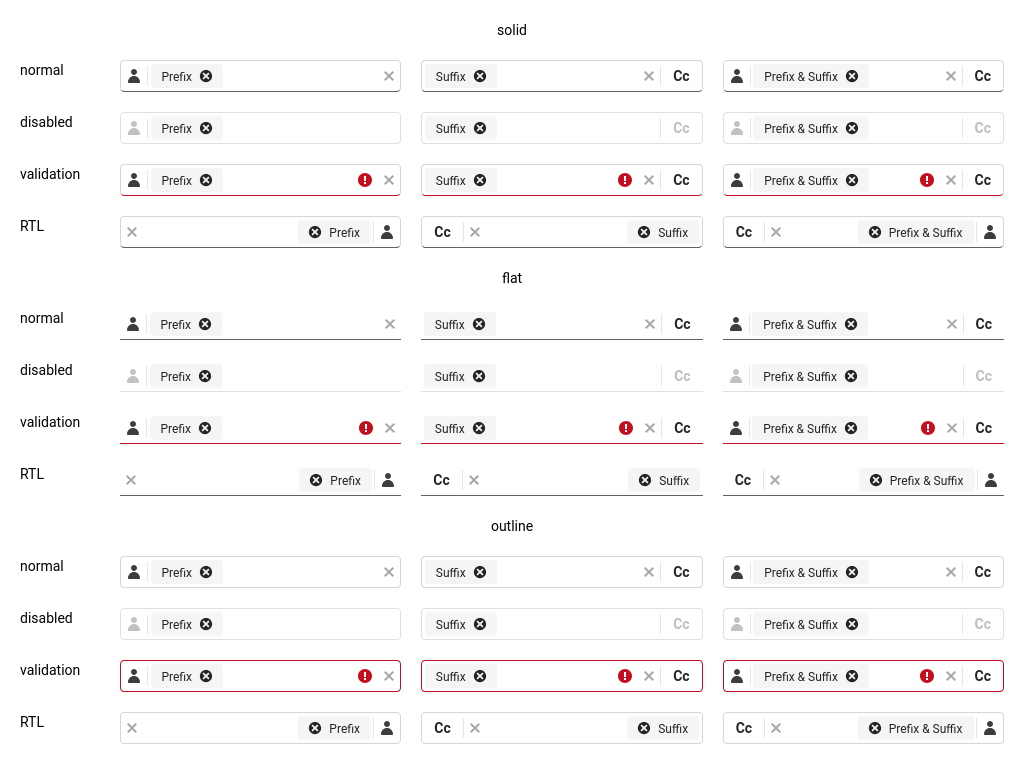 solid
normal Prefix Suffix Cc Prefix & Suffix Cc
disabled Prefix Suffix Cc Prefix & Suffix Cc
validation Prefix Suffix Cc Prefix & Suffix Cc
RTL Prefix Cc Suffix Cc Prefix & Suffix
flat
normal Prefix Suffix Cc Prefix & Suffix Cc
disabled Prefix Suffix Cc Prefix & Suffix Cc
validation Prefix Suffix Cc Prefix & Suffix Cc
RTL Prefix Cc Suffix Cc Prefix & Suffix
outline
normal Prefix Suffix Cc Prefix & Suffix Cc
disabled Prefix Suffix Cc Prefix & Suffix Cc
validation Prefix Suffix Cc Prefix & Suffix Cc
RTL Prefix Cc Suffix Cc Prefix & Suffix